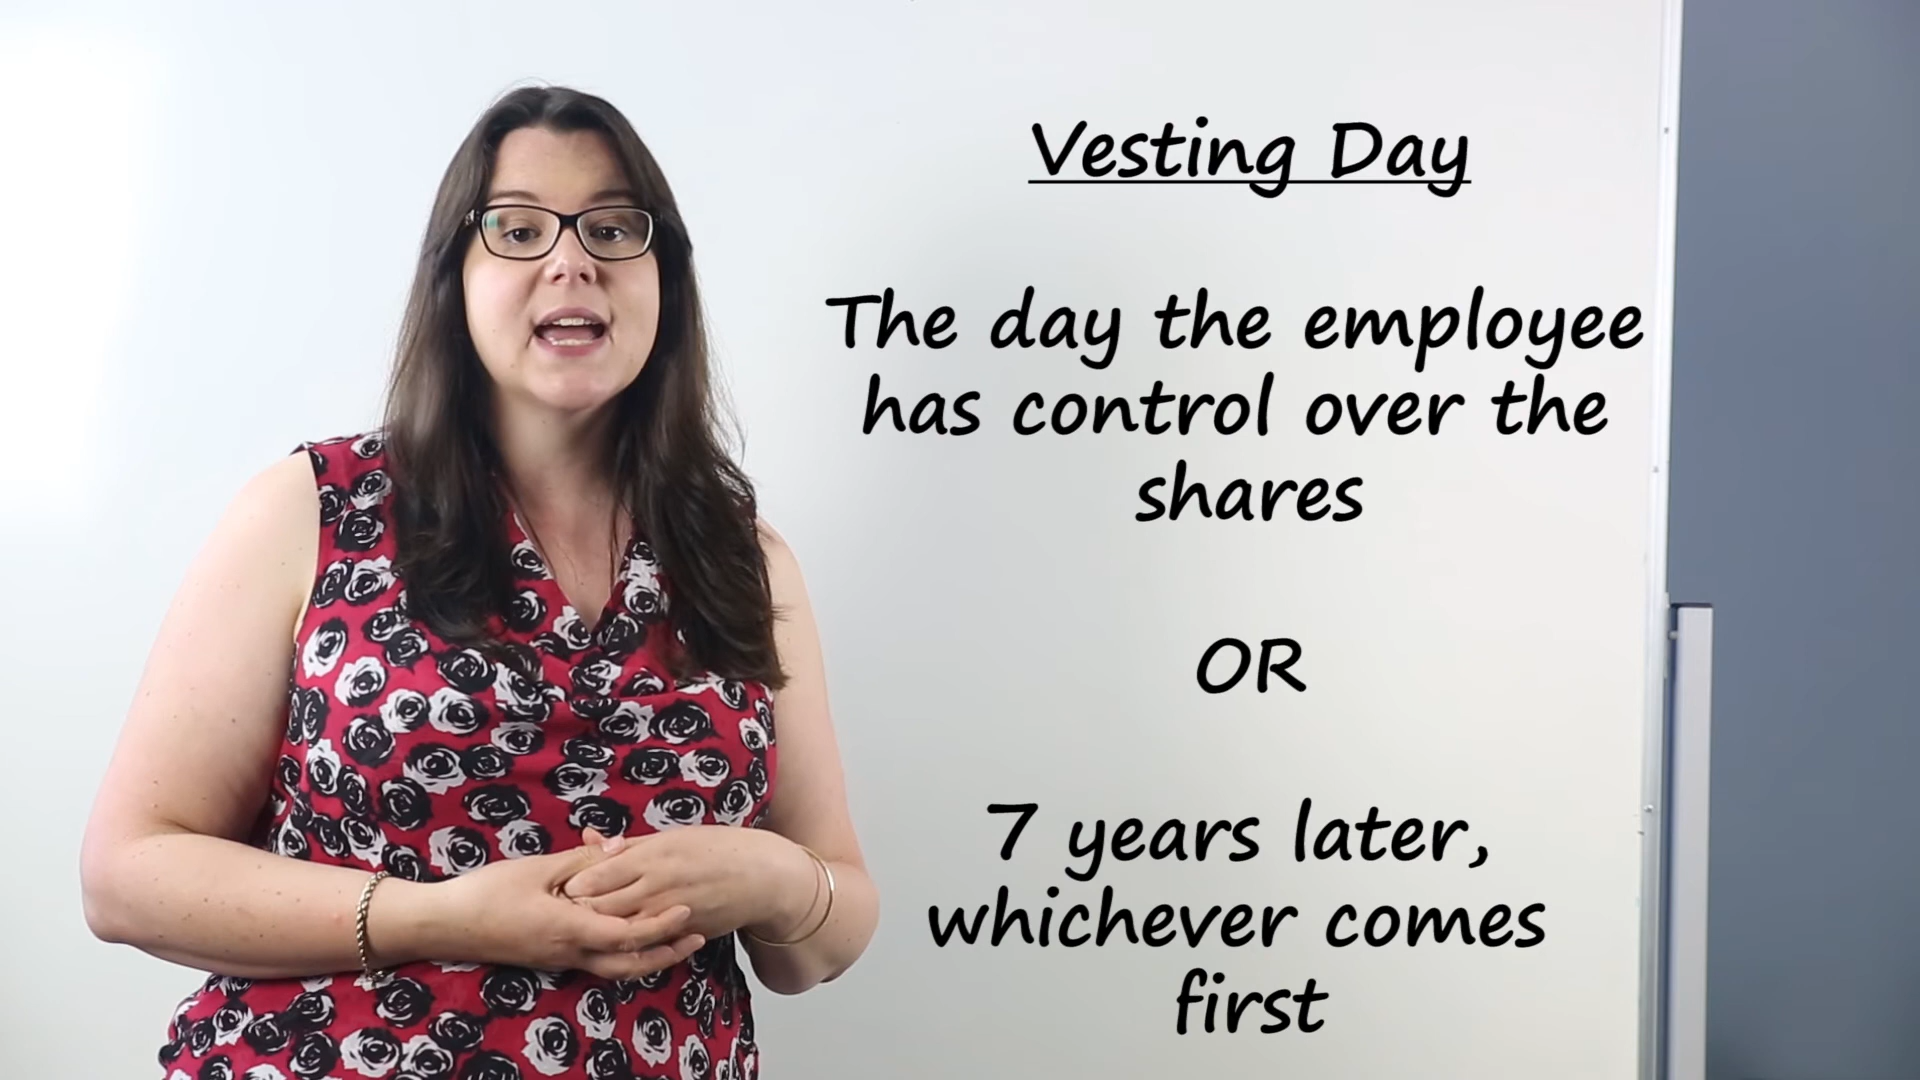 Vesting Day
The day the employee
has control over the
shares
OR
7 years later,
whichever comes
first